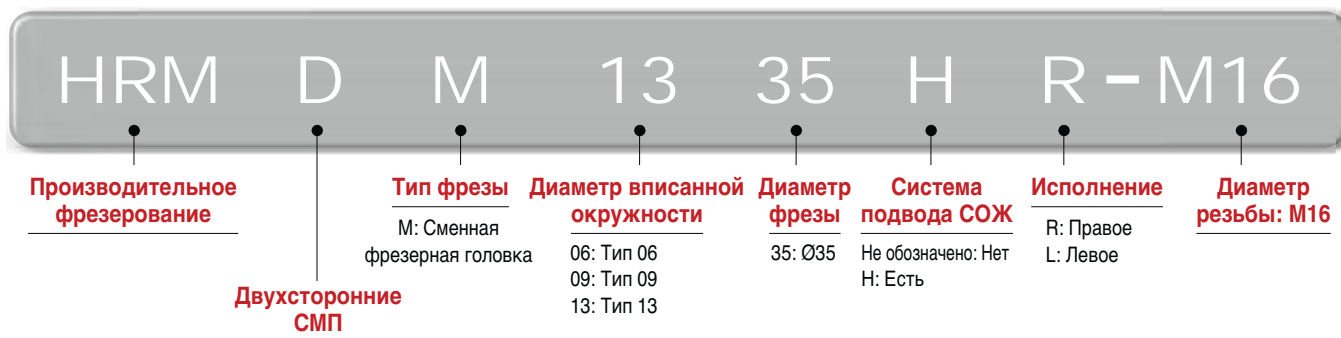 HRM D M 13 35 H R-M16
Производительное
фрезерование
Двухсторонние
СМП
Тип фрезы
M: Сменная
фрезерная головка
Диаметр вписанной
окружности
06: Тип 06
09: Тип 09
13: Тип 13
Диаметр
фрезы
35: Ø35
Система
подвода СОЖ
Не обозначено: Нет
H: Есть
Исполнение
R: Правое
L: Левое
Диаметр
резьбы: M16